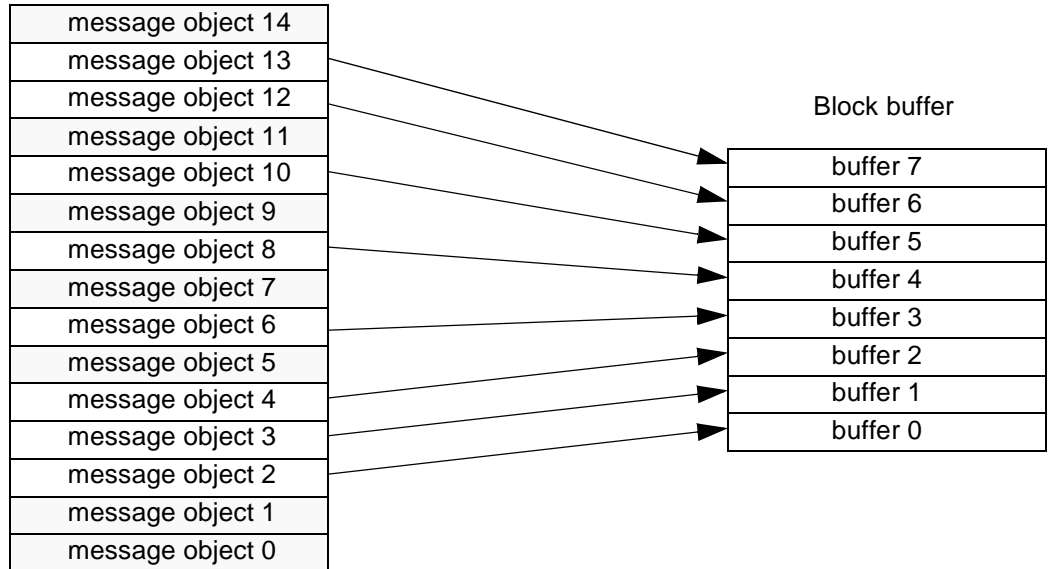 message object 14
message object 13
message object 12
message object 11
message object 10
message object 9
message object 8
message object 7
message object 6
message object 5
message object 4
message object 3
message object 2
message object 1
message object 0
Block buffer
buffer 7
buffer 6
buffer 5
buffer 4
buffer 3
buffer 2
buffer 1
buffer 0